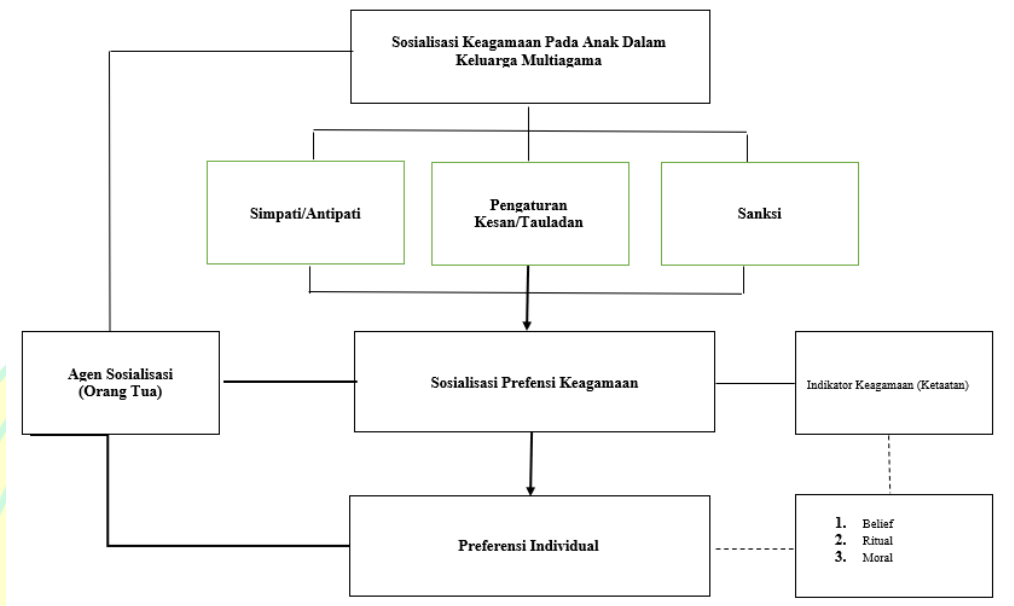 Sosialisasi Keagamaan Pada Anak Dalam
Keluarga Multiagama
Simpati/Antipati
Pengaturan
Kesan/Tauladan
Sanksi
Agen Sosialisasi
(Orang Tua)
Sosialisasi Prefensi Keagamaan
Indikator Keagamaan (Ketaatan)
Preferensi Individual
1. Belief
2. Ritual
3. Moral